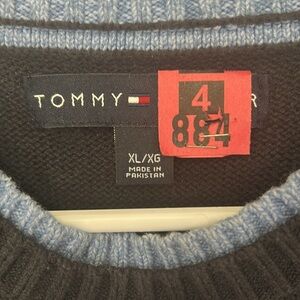 TOMMY R
4
884
XL/XG
MADE IN
PAKISTAN